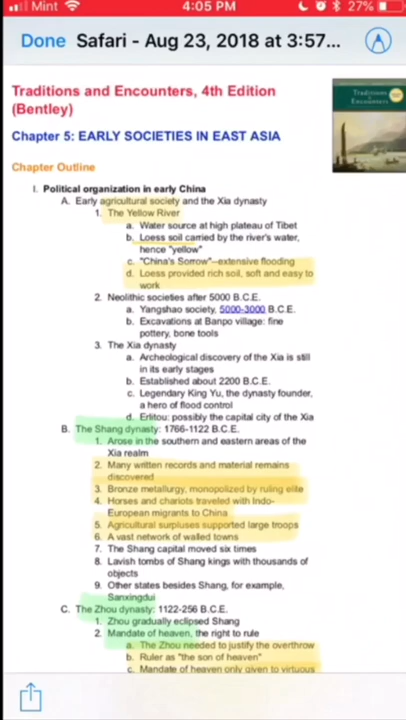 Mint 4:05 PM 27%
Done Safari - Aug 23, 2018 at 3:57...
Traditions and Encounters, 4th Edition
(Bentley)
Traditions
Encounters
Chapter 5: EARLY SOCIETIES IN EAST ASIA
Chapter Outline
I. Political organization in early China
A. Early agricultural society and the Xia dynasty
1. The Yellow River
a. Water source at high plateau of Tibet
b. Loess soil carried by the river's water,
hence "yellow"
c. "China's Sorrow"--extensive flooding
d. Loess provided rich soil, soft and easy to
work
2. Neolithic societies after 5000 B.C.E.
a. Yangshao society, 5000-3000 B.C.E.
b. Excavations at Banpo village: fine
pottery, bone tools
3. The Xia dynasty
a. Archeological discovery of the Xia is still
in its early stages
b. Established about 2200 B.C.E.
c. Legendary King Yu, the dynasty founder,
a hero of flood control
d. Erlitou: possibly the capital city of the Xia
B. The Shang dynasty: 1766-1122 B.C.E.
1. Arose in the southern and eastern areas of the
Xia realm
2. Many written records and material remains
discovered
3. Bronze metallurgy, monopolized by ruling elite
4. Horses and chariots traveled with Indo-
European migrants to China
5. Agricultural surpluses supported large troops
6. A vast network of walled towns
7. The Shang capital moved six times
8. Lavish tombs of Shang kings with thousands of
objects
9. Other states besides Shang, for example,
Sanxingdui
C. The Zhou dynasty: 1122-256 B.C.E.
1. Zhou gradually eclipsed Shang
2. Mandate of heaven, the right to rule
a. The Zhou needed to justify the overthrow
b. Ruler as "the son of heaven"
c. Mandate of heaven only given to virtuous